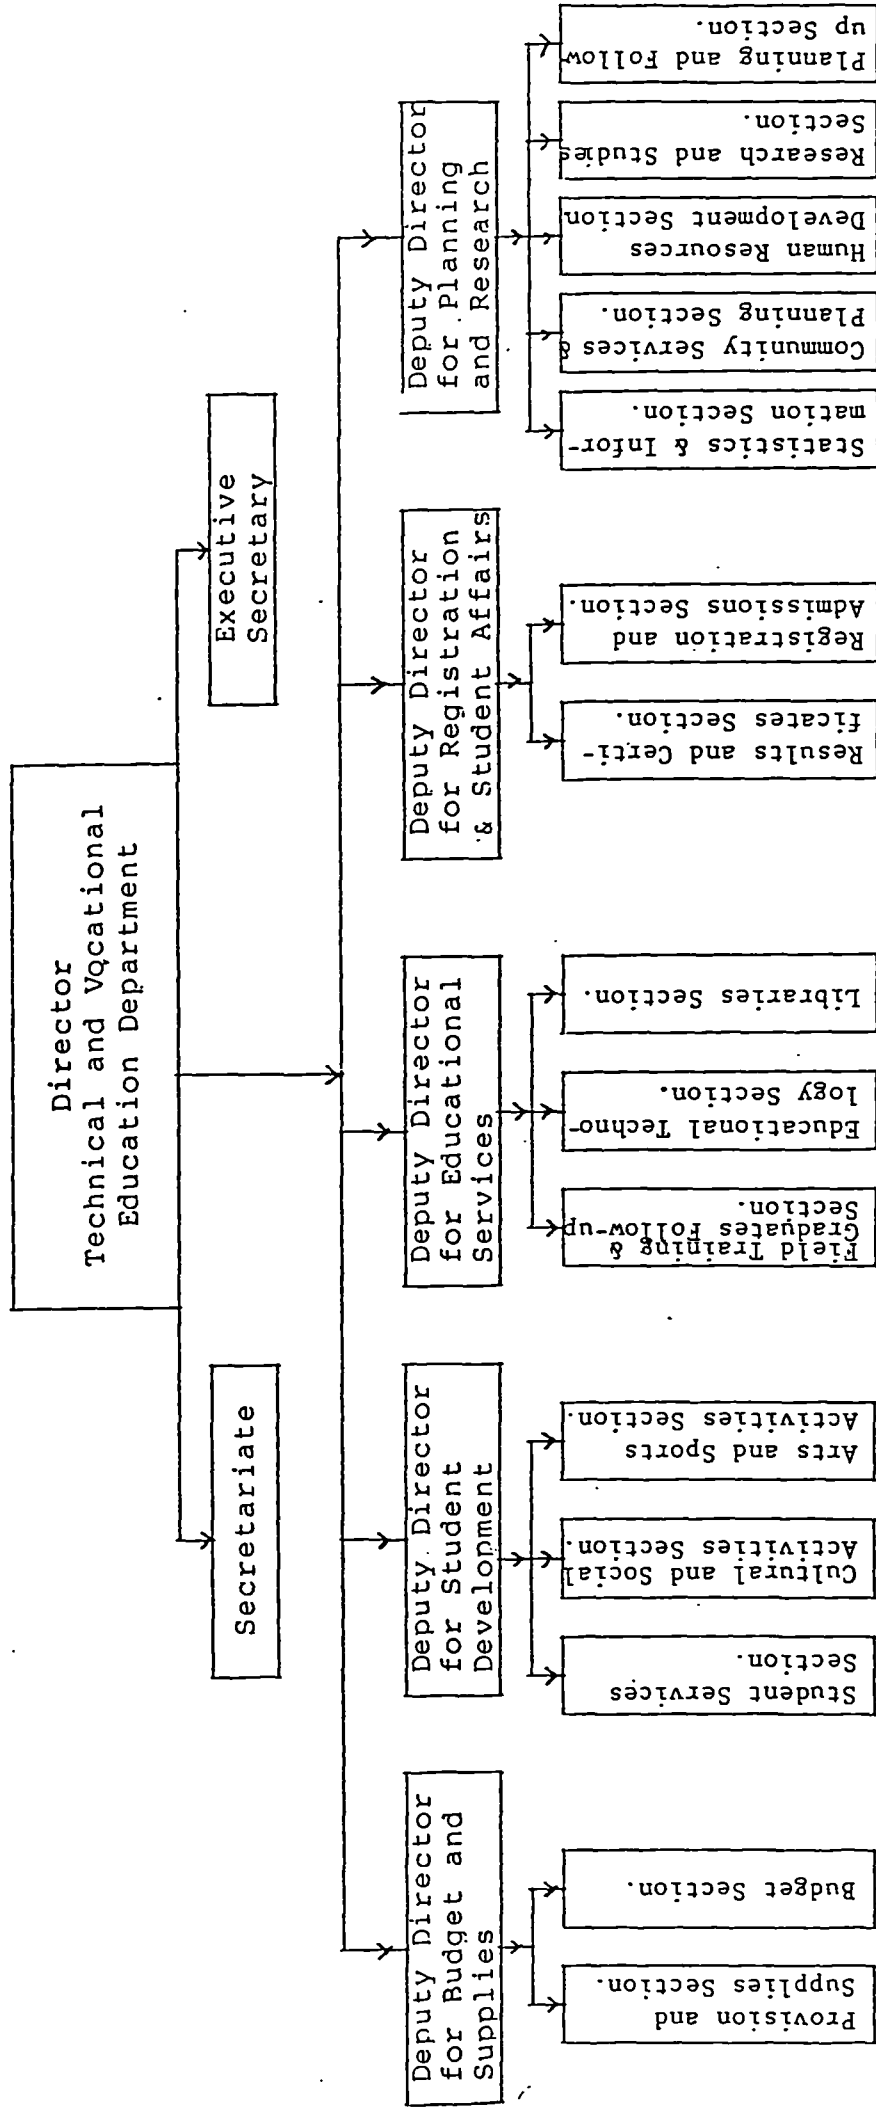 Director
Technical and Vocational
Education Department
Secretariate
Executive
Secretary
Deputy Director
for Budget and
Supplies
Deputy Director
for Student
Development
Deputy Director
for Educational
Services
Deputy Director
for Registration
& Student Affairs
Deputy Director
for Planning
and Research
Provision and
Supplies Section.
Budget Section.
Student Services
Section.
Cultural and Social
Activities Section.
Arts and Sports
Activities Section.
Field Training &
Graduates Follow-up
Section.
Educational Techno-
logy Section.
Libraries Section.
Results and Certi-
ficates Section.
Registration and
Admissions Section.
Statistics & Infor-
mation Section.
Community Services &
Planning Section.
Human Resources
Development Section
Research and Studies
Section.
Planning and Follow-
up Section.